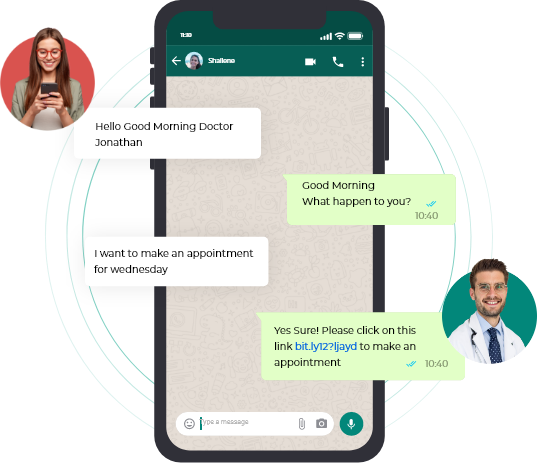 11:10
Shailene
Hello Good Morning Doctor
Jonathan
Good Morning
What happen to you?
10:40
I want to make an appointment
for wednesday
Yes Sure! Please click on this
link bit.ly12?ljayd to make an
appointment
10:40
Type a message